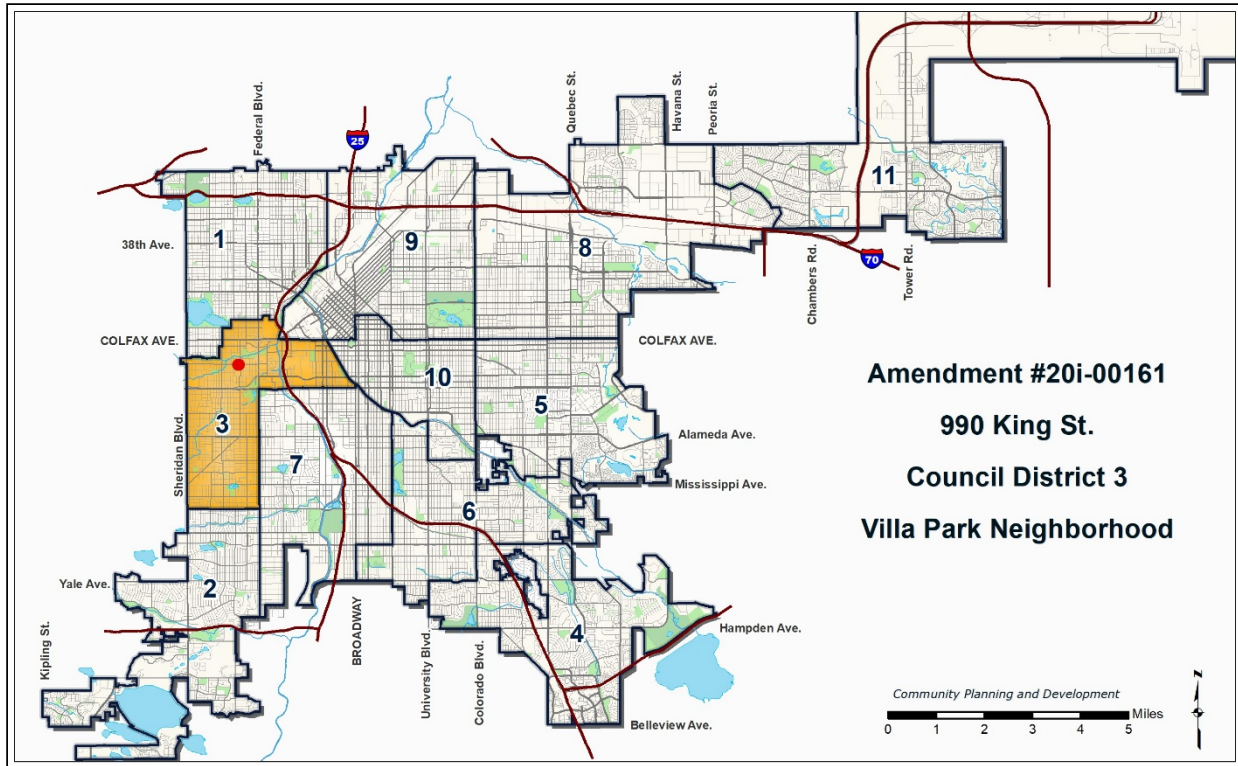 Federal Blvd.
Quebec St.
Havana St.
Peoria St.
25
11
38th Ave.
1
9
8
70
Chambers Rd.
Tower Rd.
COLFAX AVE.
COLFAX AVE.
10
5
3
Sheridan Blvd.
7
Alameda Ave.
Mississippi Ave.
6
Yale Ave.
2
BROADWAY
University Blvd.
Colorado Blvd.
4
Hampden Ave.
Kipling St.
Belleview Ave.
Amendment #20i-00161
990 King St.
Council District 3
Villa Park Neighborhood
Community Planning and Development
Miles
0 1 2 3 4 5
Z